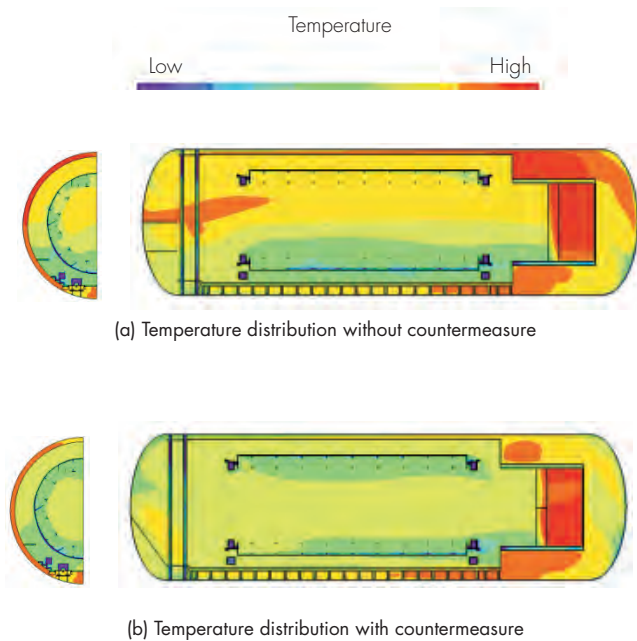 Temperature
Low High
(a) Temperature distribution without countermeasure
(b) Temperature distribution with countermeasure